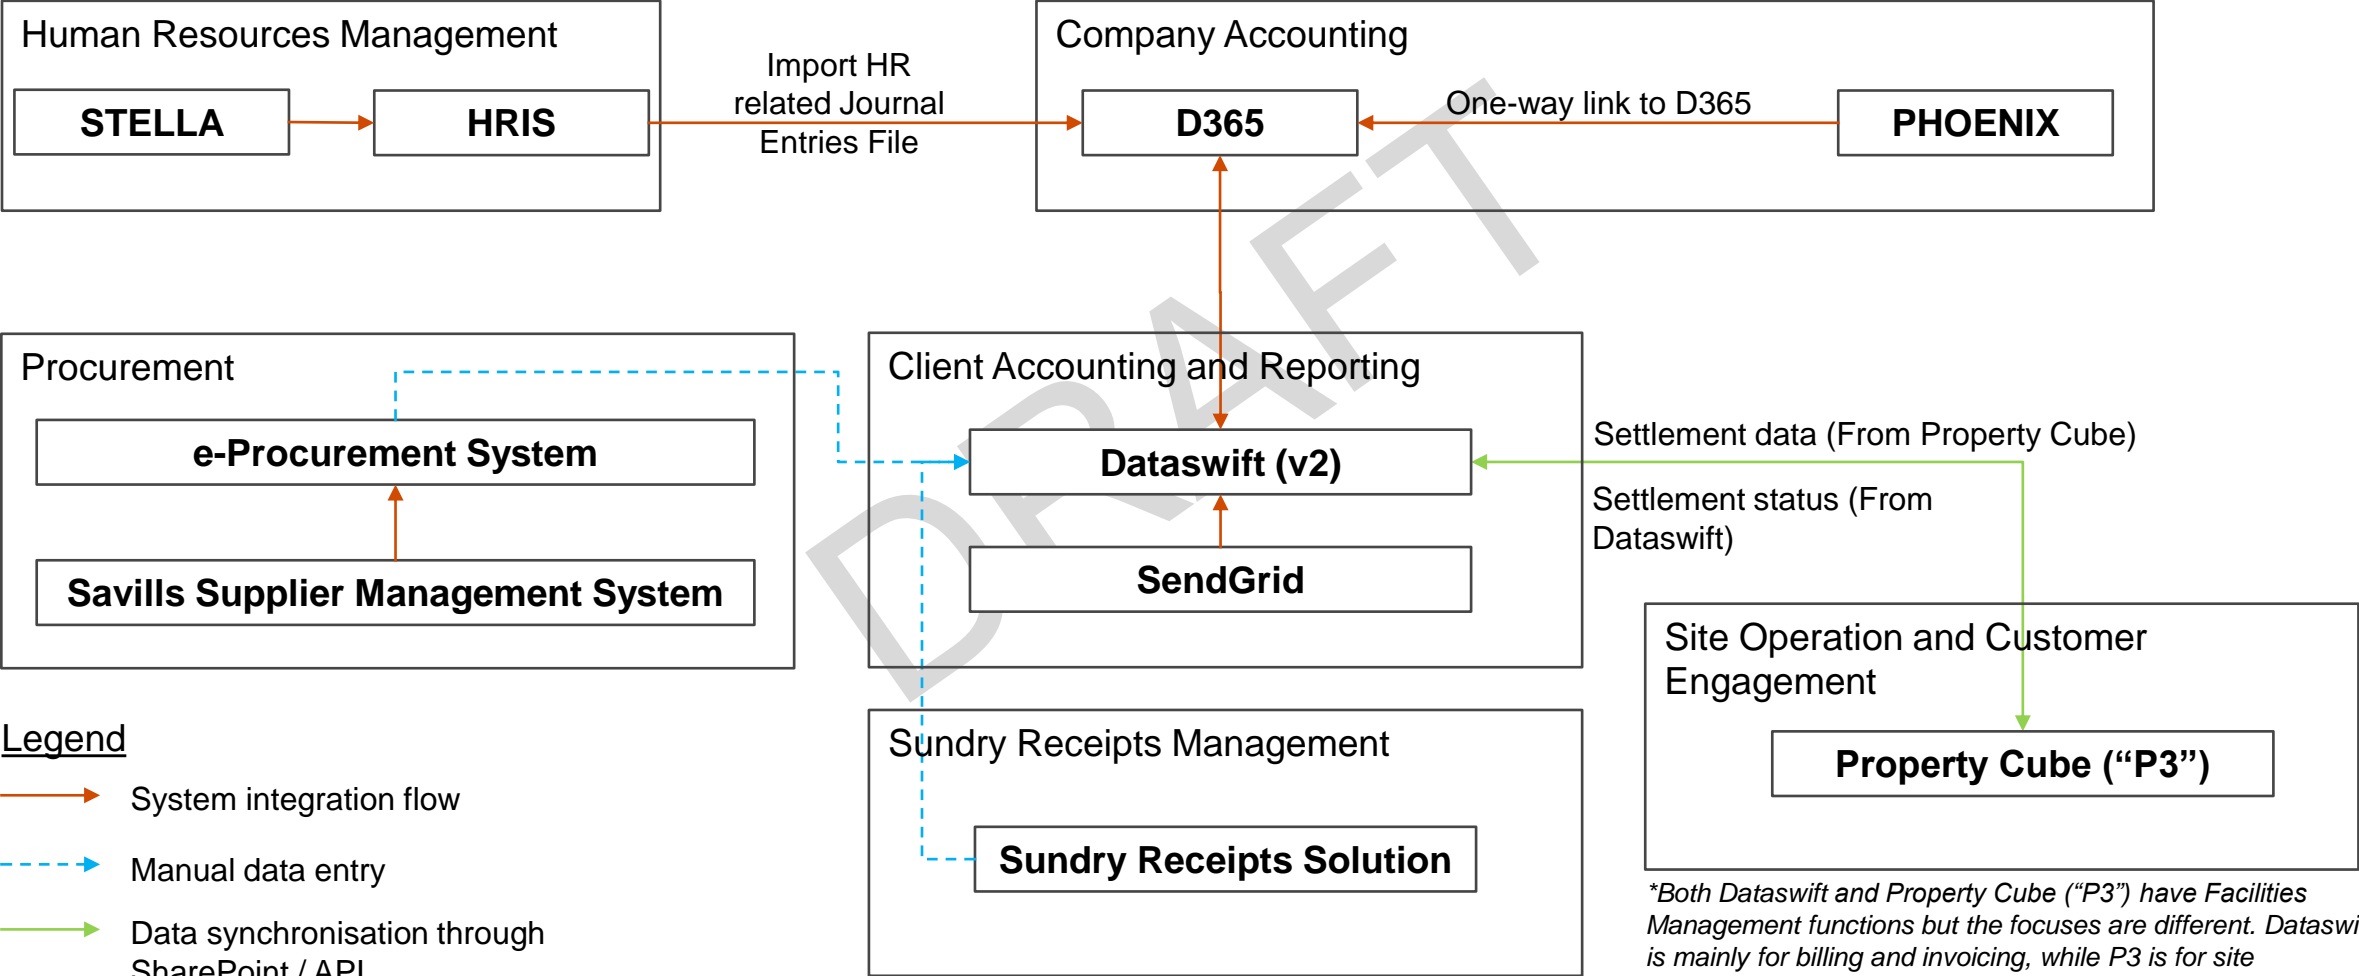 Human Resources Management
STELLA
HRIS
Import HR
related Journal
Entries File
Company Accounting
D365
One-way link to D365
PHOENIX
DRAFT
Procurement
e-Procurement System
Savills Supplier Management System
Client Accounting and Reporting
Dataswift (v2)
SendGrid
Settlement data (From Property Cube)
Settlement status (From
Dataswift)
Site Operation and Customer
Engagement
Property Cube (“P3”)
Sundry Receipts Management
Sundry Receipts Solution
Legend
System integration flow
Manual data entry
Data synchronisation through
SharePoint / API
*Both Dataswift and Property Cube (“P3”) have Facilities
Management functions but the focuses are different. Dataswi
is mainly for billing and invoicing, while P3 is for site